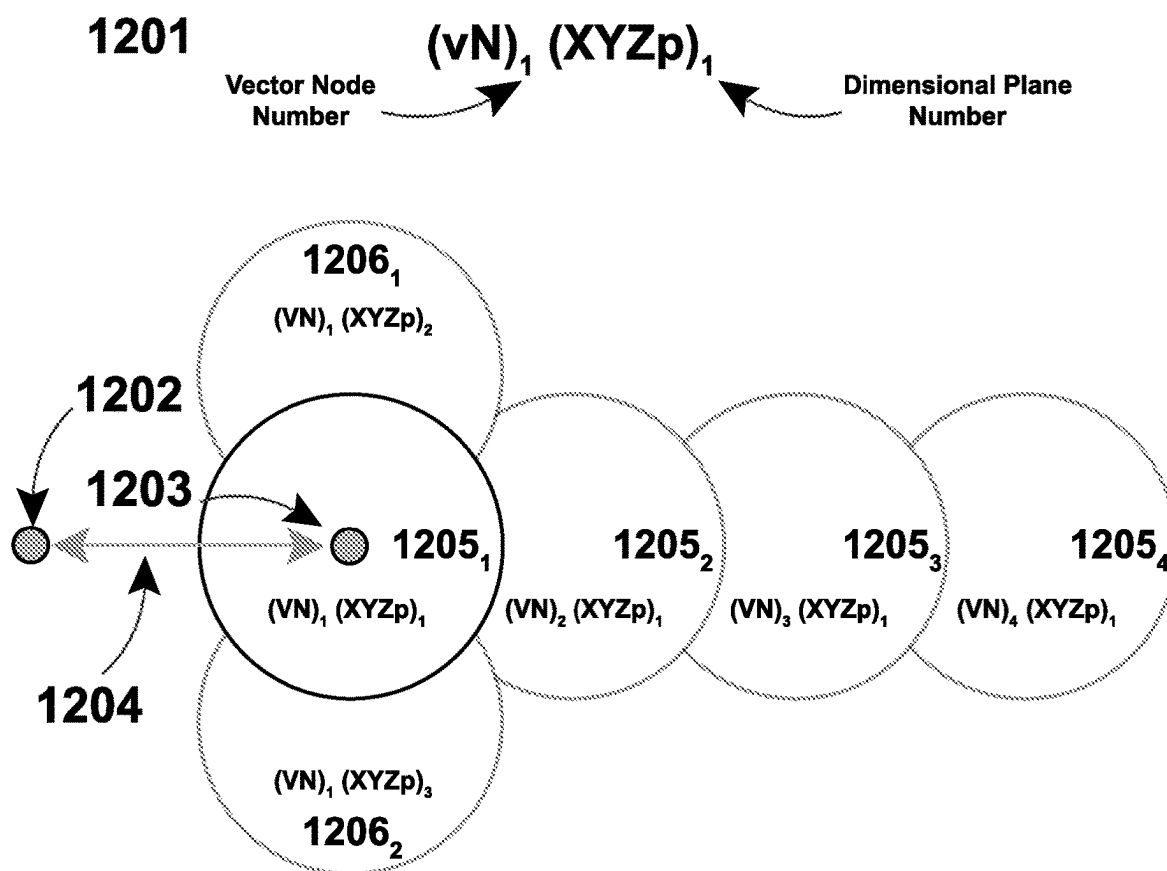 1201
(vN)₁ (XYZp)₁
Vector Node
Number
Dimensional Plane
Number
1206₁
(VN)₁ (XYZp)₂
1202
1203
1205₁
1205₂
1205₃
1205₄
(VN)₁ (XYZp)₁
(VN)₂ (XYZp)₁
(VN)₃ (XYZp)₁
(VN)₄ (XYZp)₁
1204
(VN)₁ (XYZp)₃
1206₂